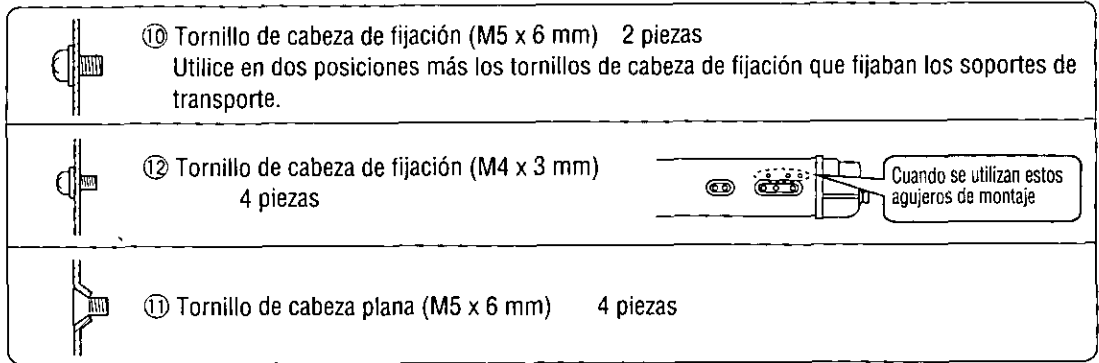 ⑩ Tornillo de cabeza de fijación (M5 x 6 mm) 2 piezas
Utilice en dos posiciones más los tornillos de cabeza de fijación que fijaban los soportes de
transporte.
⑫ Tornillo de cabeza de fijación (M4 x 3 mm)
4 piezas
Cuando se utilizan estos
agujeros de montaje
⑪ Tornillo de cabeza plana (M5 x 6 mm) 4 piezas